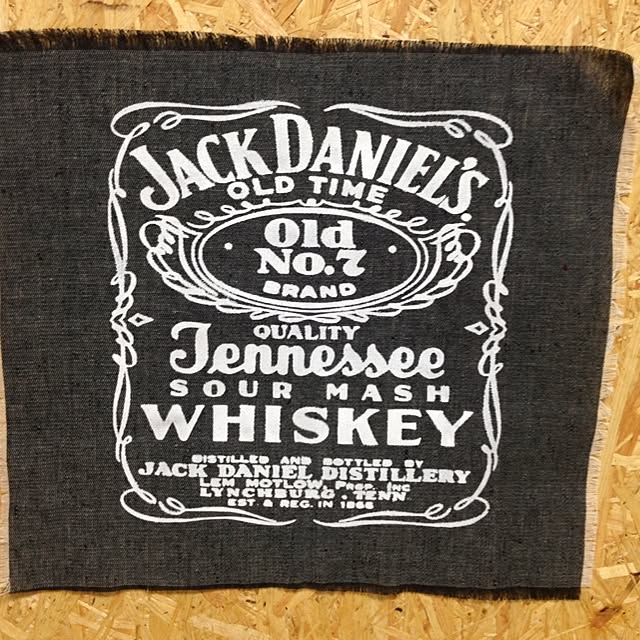 JACK DANIEL'S
OLD TIME
Old
No.7
BRAND
QUALITY
Tennessee
SOUR MASH
WHISKEY
DISTILLED AND BOTTLED BY
JACK DANIEL DISTILLERY
LEM MOTLOW, Prop. Inc
LYNCHBURG. TENN
EST. & REG. IN 1866